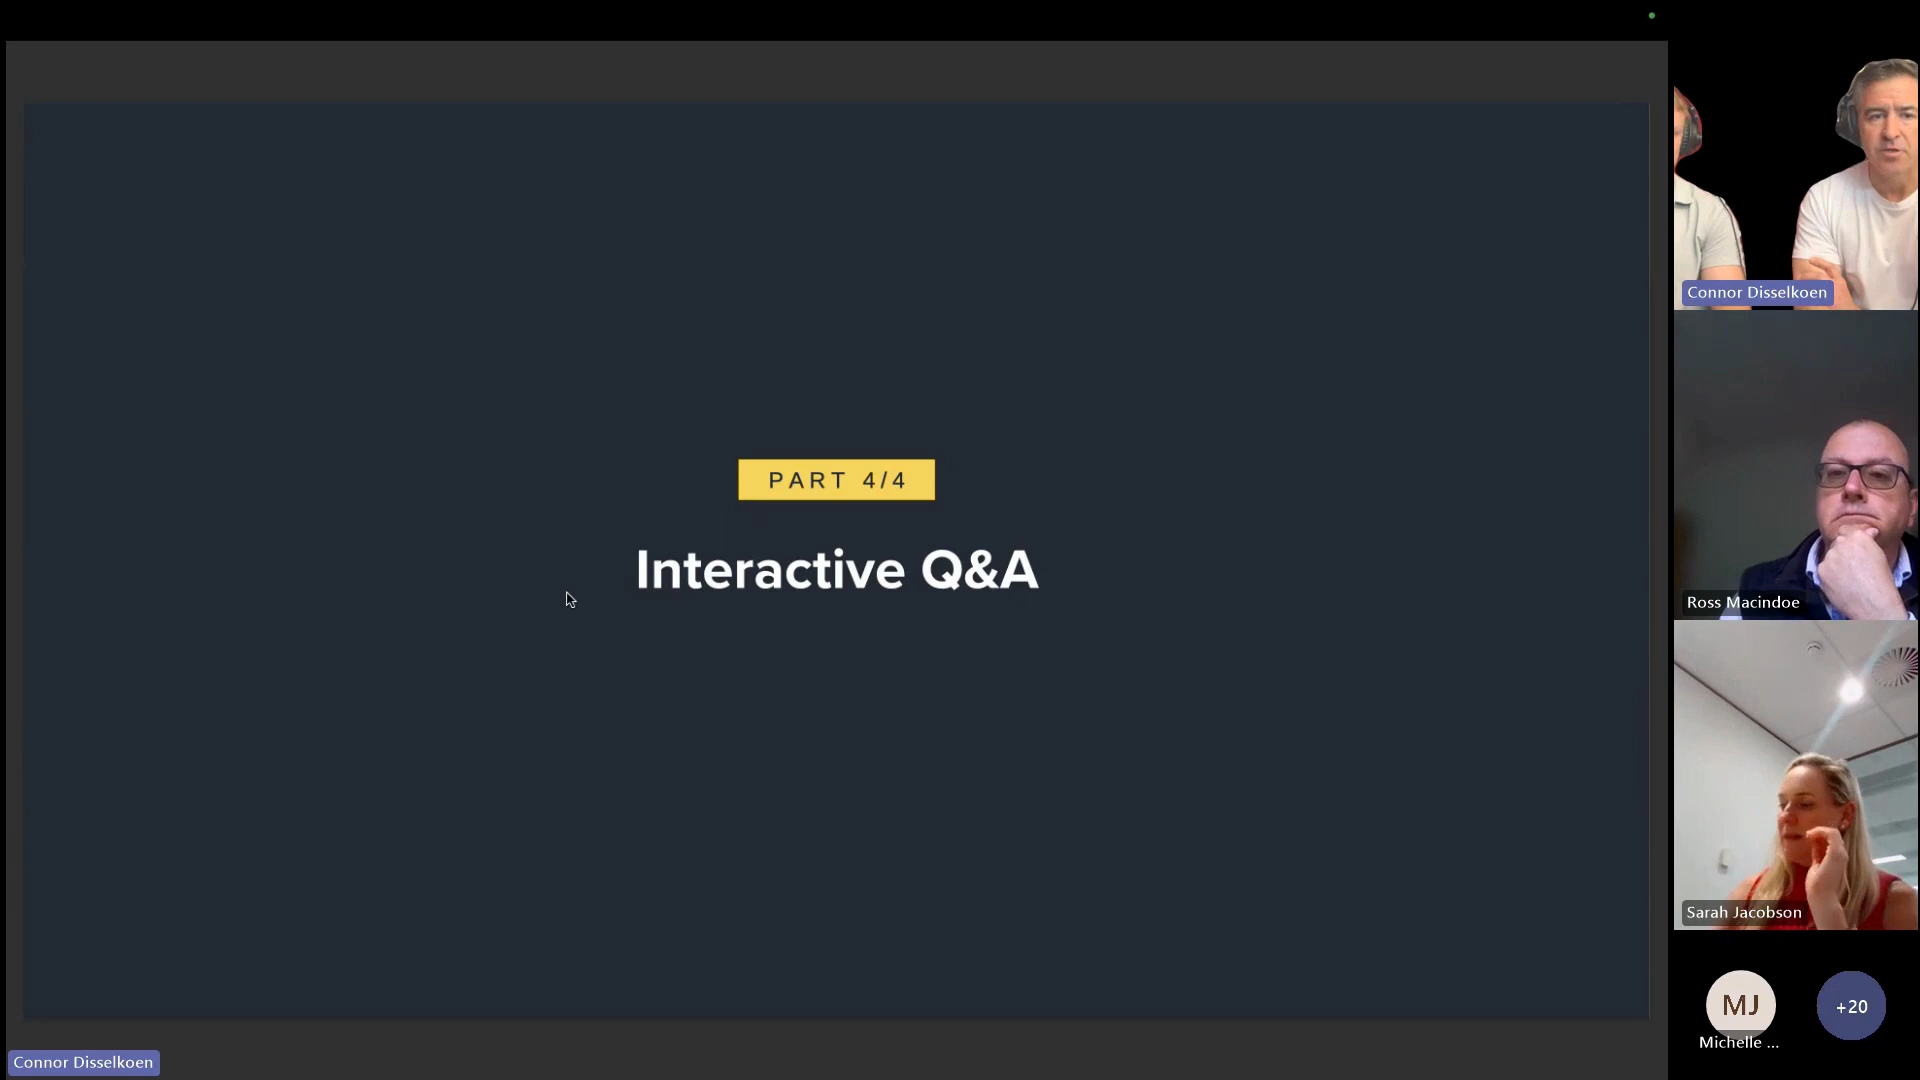 PART 4/4
Interactive Q&A
Connor Disselkoen
Connor Disselkoen
Ross Macindoe
Sarah Jacobson
MJ
+20
Michelle ...